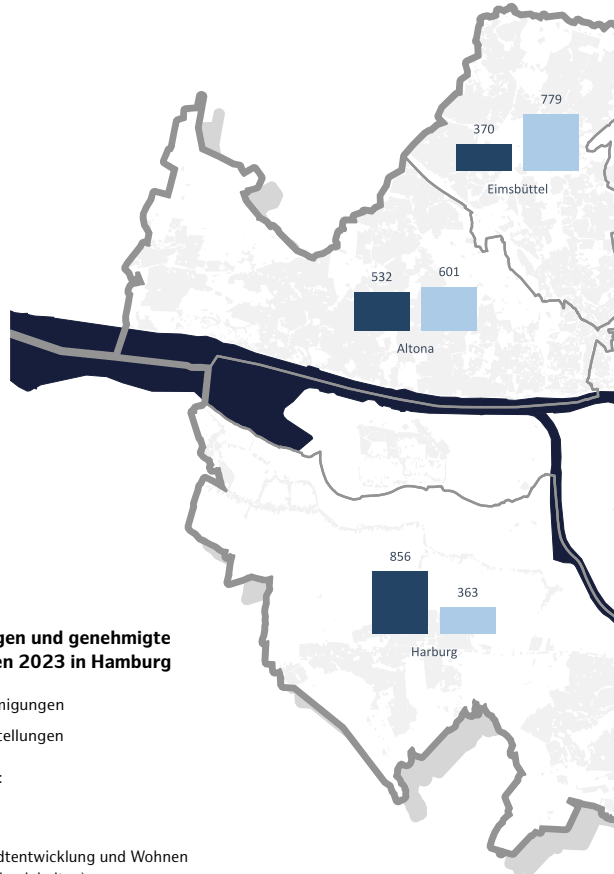 779
370
Eimsbüttel
532
601
Altona
856
363
Harburg
gen und genehmigte
en 2023 in Hamburg
migungen
tellungen
:
dtentwicklung und Wohnen